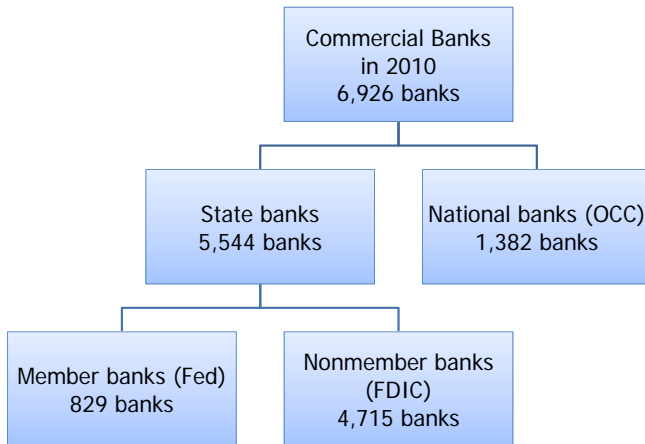 Commercial Banks
in 2010
6,926 banks
State banks
5,544 banks
National banks (OCC)
1,382 banks
Member banks (Fed)
829 banks
Nonmember banks
(FDIC)
4,715 banks